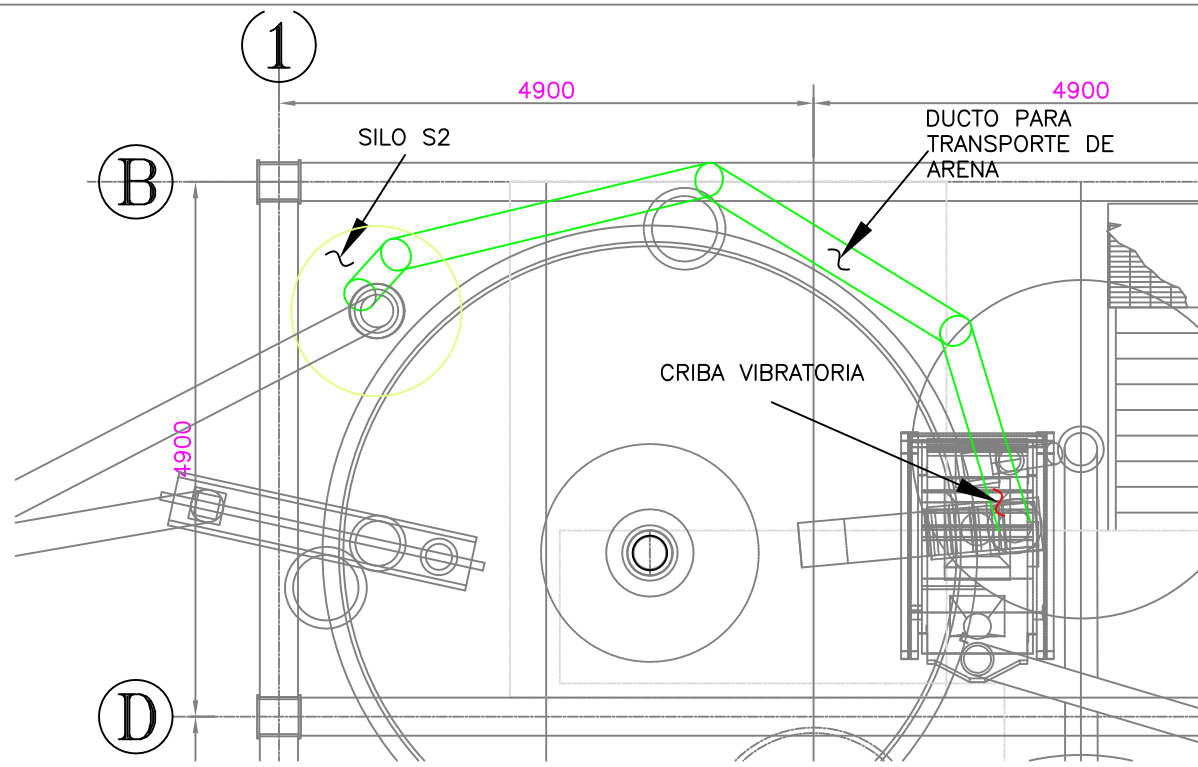 1
4900
4900
SILO S2
DUCTO PARA
TRANSPORTE DE
ARENA
B
CRIBA VIBRATORIA
4900
D